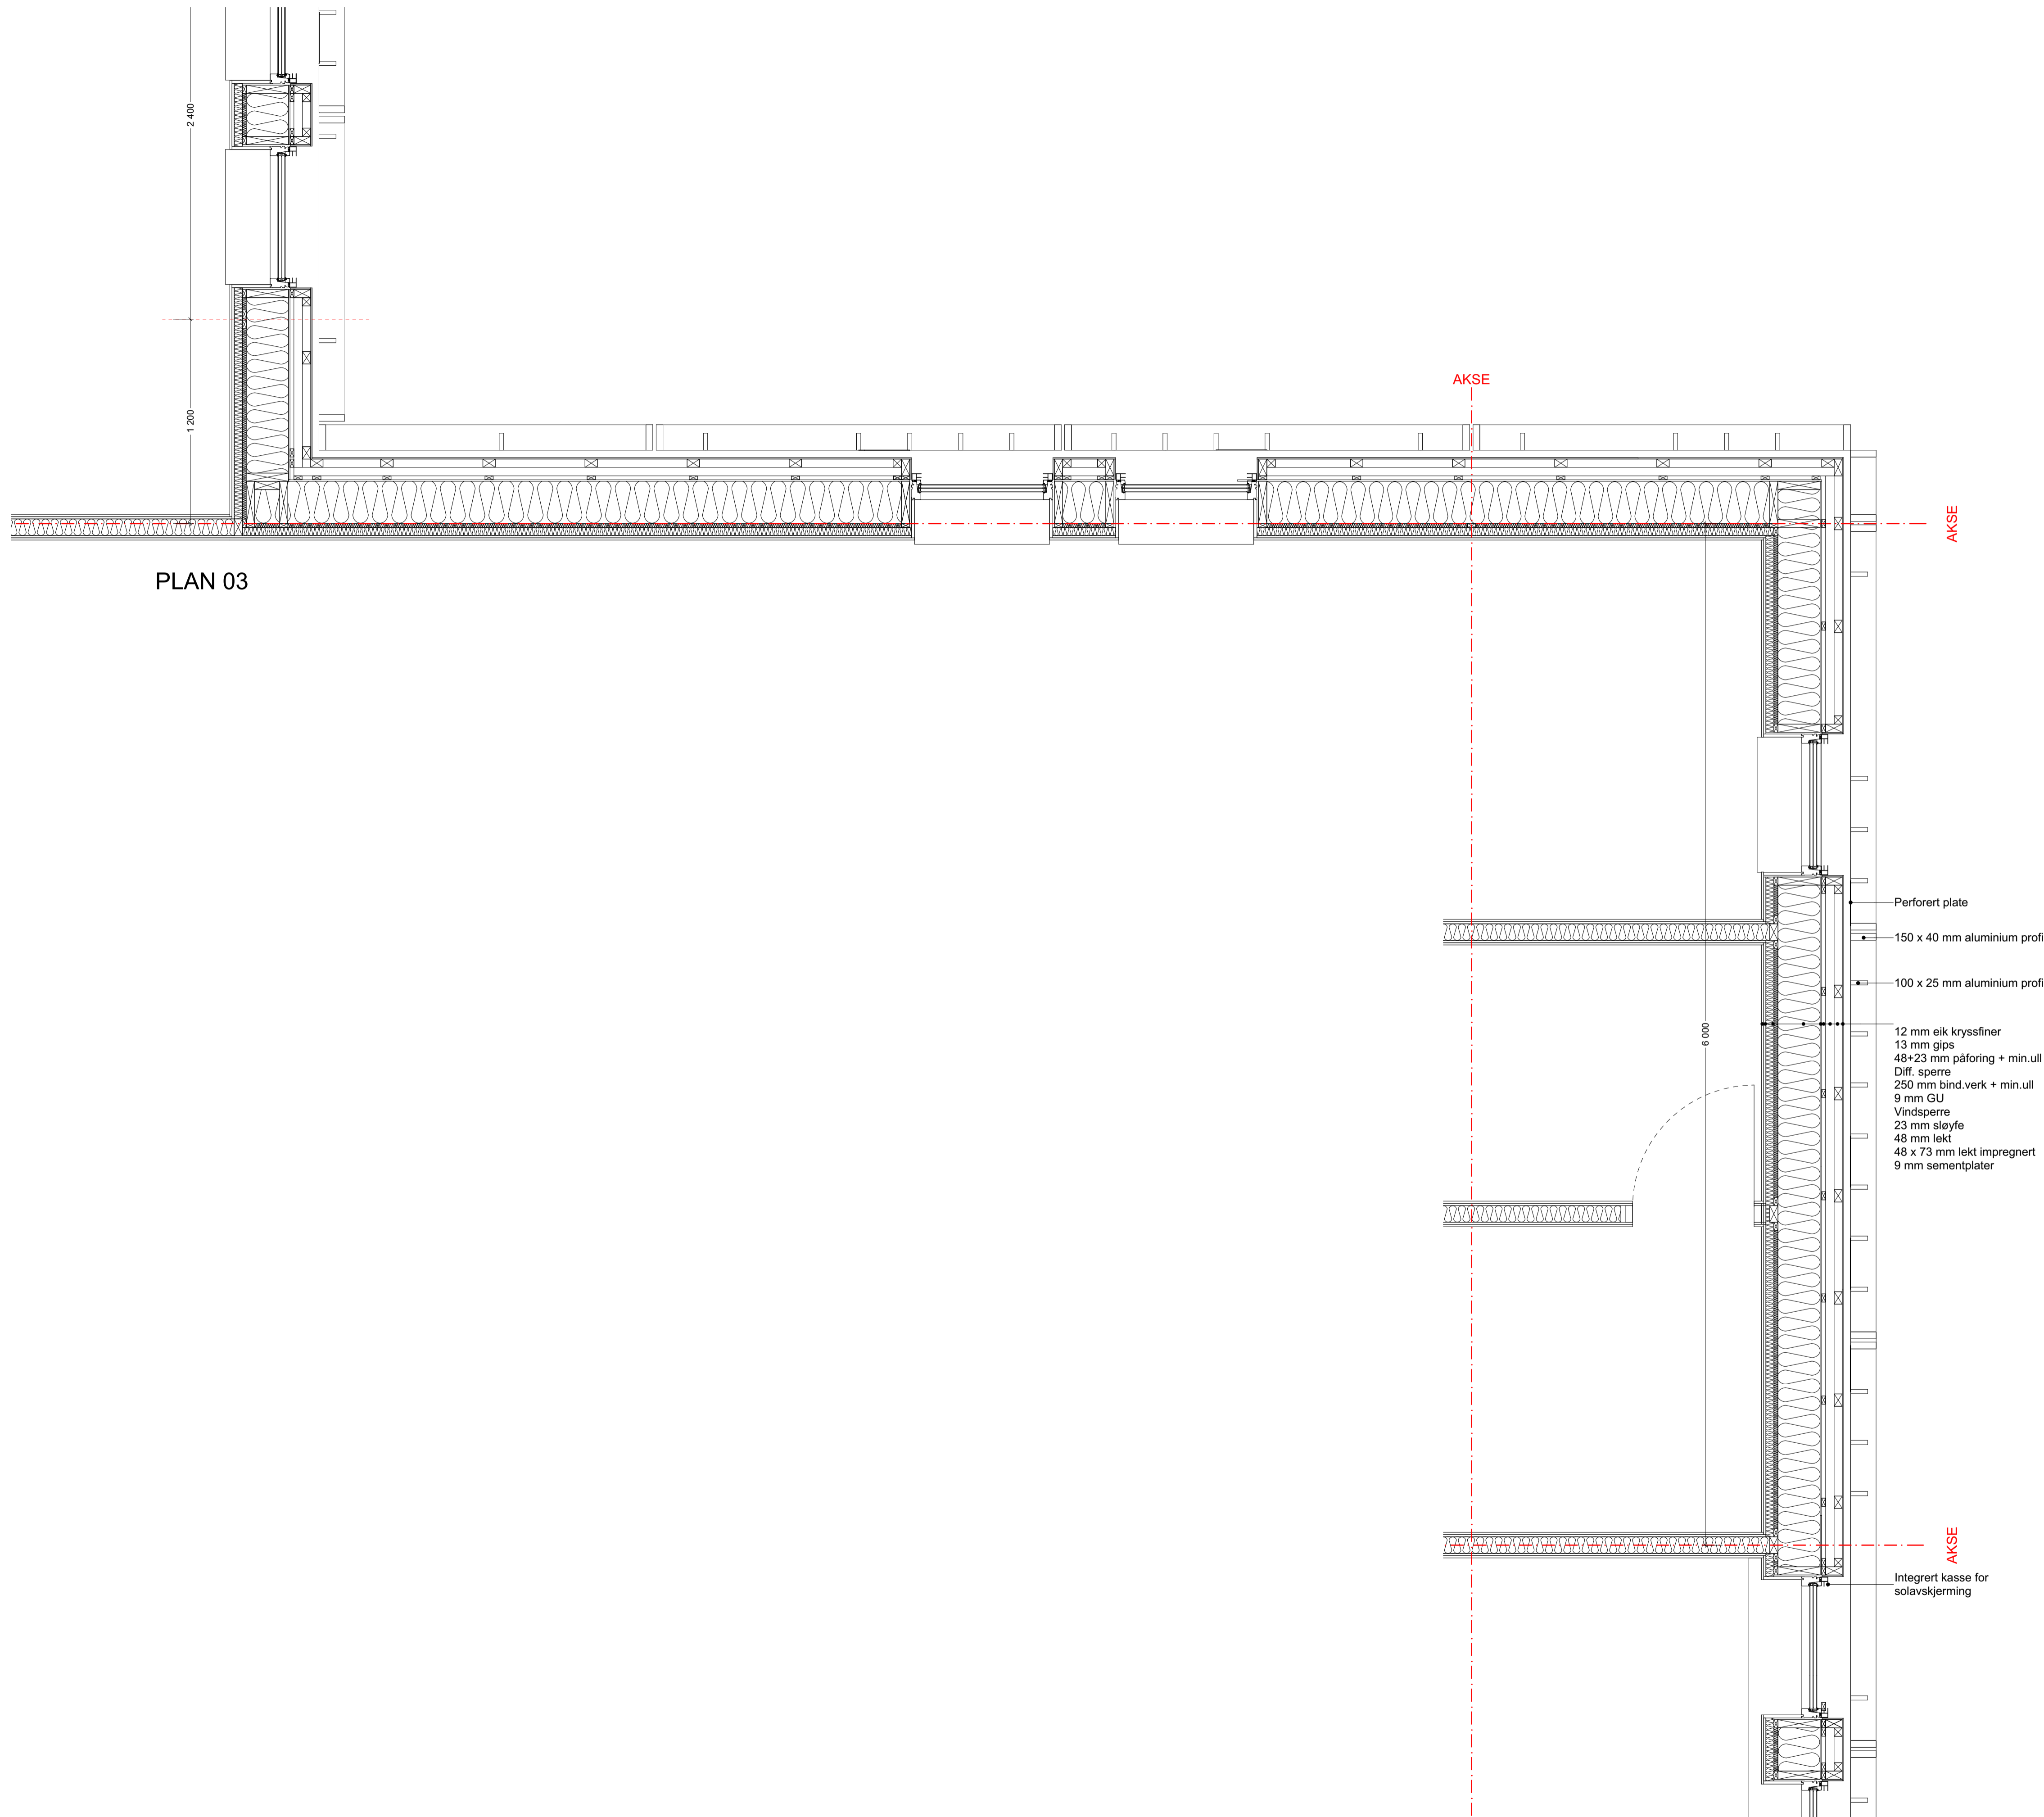 2 400
1 200
AKSE
AKSE
PLAN 03
Perforert plate
150 x 40 mm aluminium profi
100 x 25 mm aluminium profi
6 000
12 mm eik kryssfiner
13 mm gips
48+23 mm påforing + min.ull
Diff. sperre
250 mm bind.verk + min.ull
9 mm GU
Vindsperre
23 mm sløyfe
48 mm lekt
48 x 73 mm lekt impregnert
9 mm sementplater
AKSE
Integrert kasse for
solavskjerming